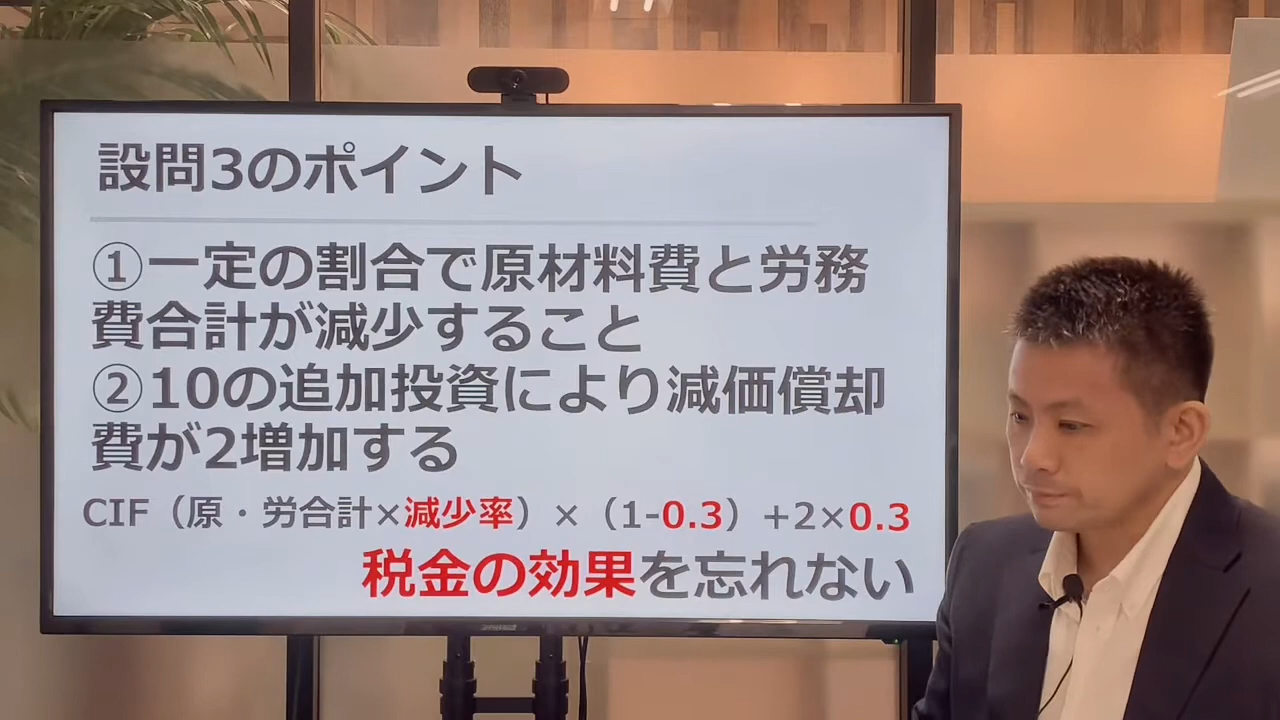 設問3のポイント
①一定の割合で原材料費と労務
費合計が減少すること
②10の追加投資により減価償却
費が2増加する
CIF（原・労合計×減少率）×（1-0.3）+2×0.3
税金の効果を忘れない